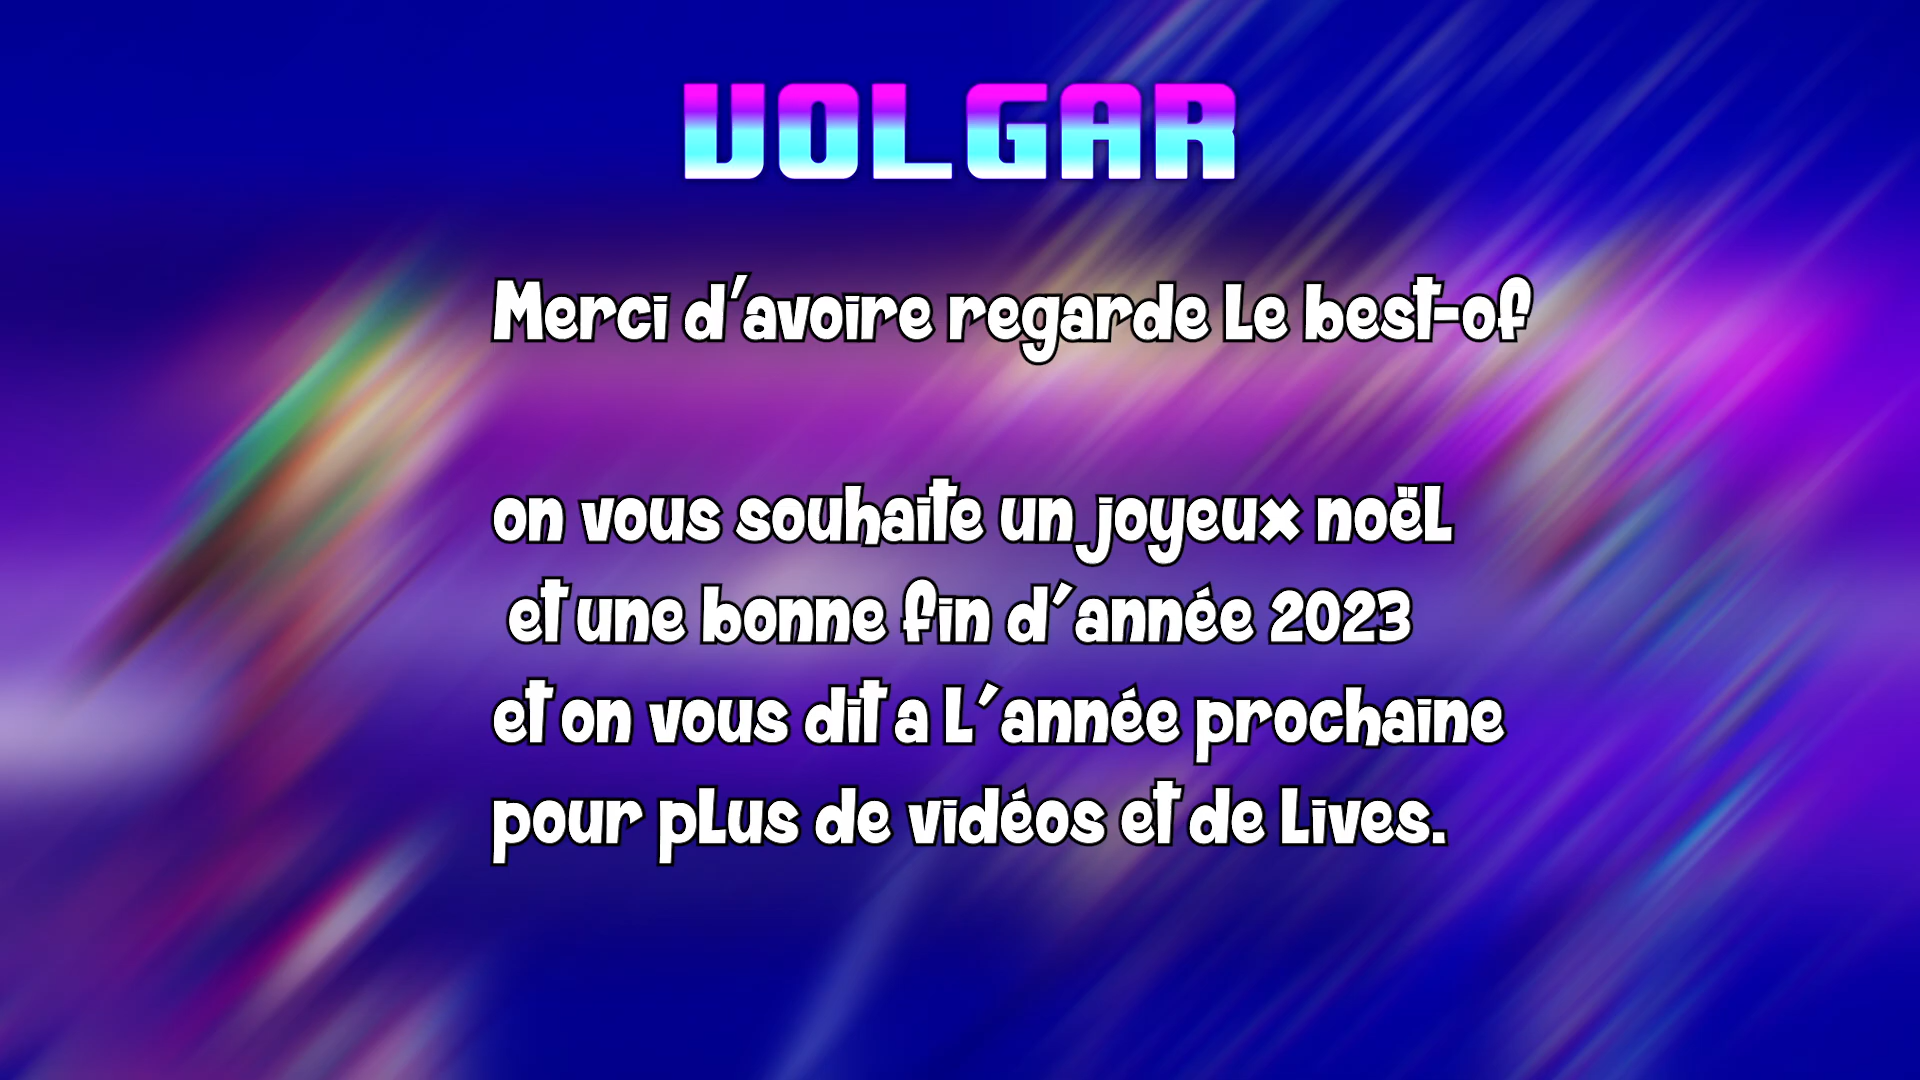 VOLGAR
Merci d'avoire regarde le best-of
on vous souhaite un joyeux noël
et une bonne fin d'année 2023
et on vous dit a l'année prochaine
pour plus de vidéos et de lives.